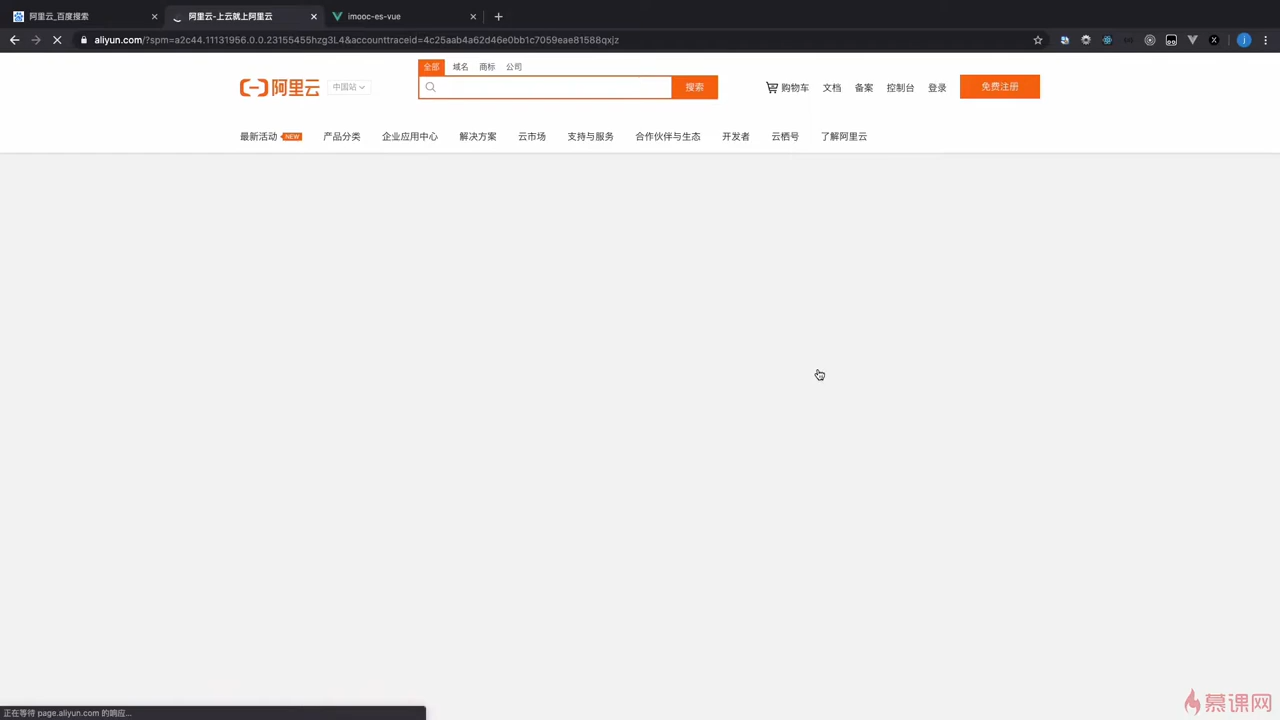 阿里云_百度搜索
阿里云-上云就上阿里云
imooc-es-vue
aliyun.com/?spm=a2c44.11131956.0.0.23155455hzg3L4&accounttraceid=4c25aab4a62d46e0bb1c7059eae81588qxjz
全部 域名 商标 公司
阿里云 中国站
搜索
购物车 文档 备案 控制台 登录 免费注册
最新活动 NEW 产品分类 企业应用中心 解决方案 云市场 支持与服务 合作伙伴与生态 开发者 云栖号 了解阿里云
正在等待 page.aliyun.com 的响应...
慕课网